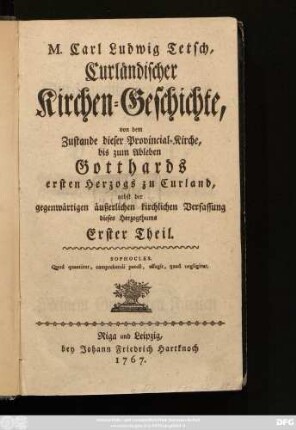 M. Carl Ludwig Tetsch,
Curländischer
Kirchen-Geschichte,
von dem
Zustande dieser Provincial-Kirche,
bis zum Ableben
Gotthards
ersten Herzogs zu Curland,
nebst der
gegenwärtigen äußerlichen kirchlichen Verfassung
dieses Herzogthums
Erster Theil.
SOPHOCLES.
Quod quaeritur, comprehendi potest, effugit, quod negligitur.
Riga und Leipzig,
bey Johann Friedrich Hartknoch
1767.
DFG